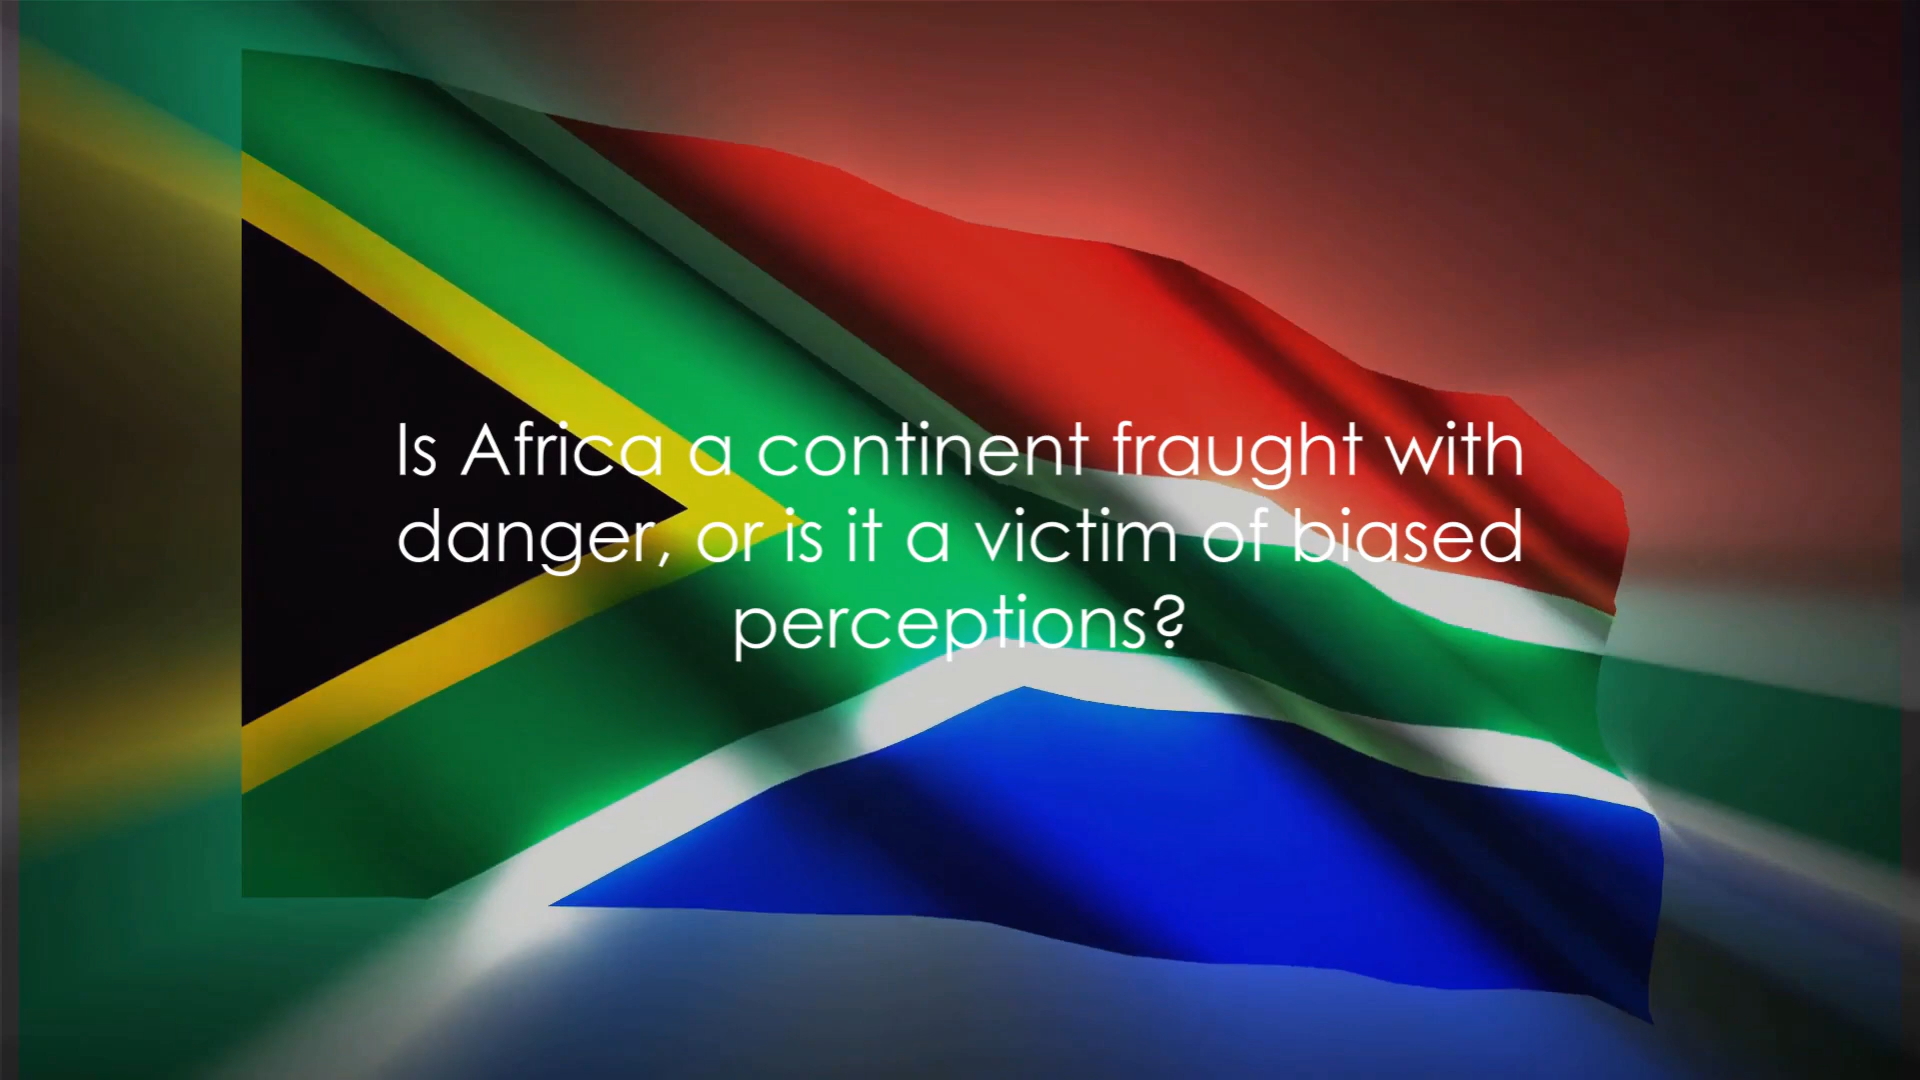 Is Africa a continent fraught with
danger, or is it a victim of biased
perceptions?